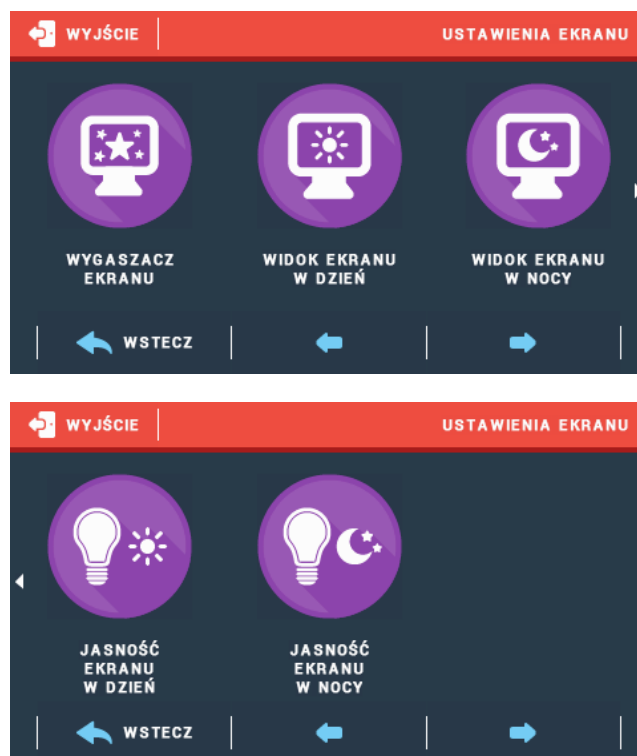 WYJŚCIE
USTAWIENIA EKRANU
WYGASZACZ
EKRANU
WIDOK EKRANU
W DZIEŃ
WIDOK EKRANU
W NOCY
WSTECZ
WYJŚCIE
USTAWIENIA EKRANU
JASNOŚĆ
EKRANU
W DZIEŃ
JASNOŚĆ
EKRANU
W NOCY
WSTECZ